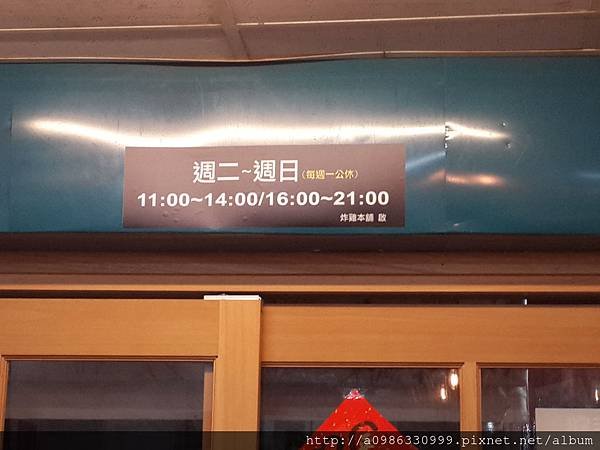 週二~週日(每週一公休)
11:00~14:00/16:00~21:00
炸雞本舖 啟
http://a0986330999.pixnet.net/album